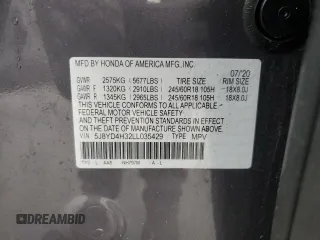 MFD BY HONDA OF AMERICA MFG.,INC.
07/20
GVWR 2575KG (5677LBS) TIRE SIZE RIM SIZE
GAWR F 1320KG (2910LBS) 245/60R18 105H 18X8.0J
GAWR R 1345KG (2965LBS) 245/60R18 105H 18X8.0J
THIS VEHICLE CONFORMS TO ALL APPLICABLE
FEDERAL MOTOR VEHICLE SAFETY AND THEFT
PREVENTION STANDARDS IN EFFECT ON THE
DATE OF MANUFACTURE SHOWN ABOVE.
VIN: 5J8YD4H32LL035429 TYPE: MPV
© IAAI/IMD